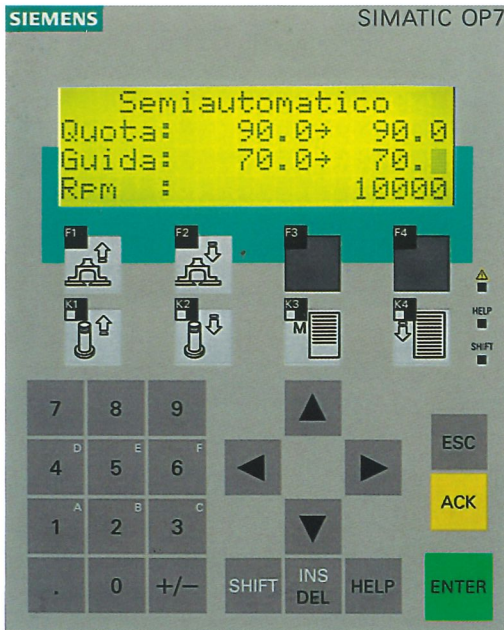 SIEMENS SIMATIC OP7
Semiautomatico
Quota: 90.0→ 90.0
Guida: 70.0→ 70.
Rpm : 10000
F1 F2 F3 F4
K1 K2 K3 K4
M
HELP
SHIFT
7 8 9
4 D 5 E 6 F
1 A 2 B 3 C
. 0 +/-
ESC
ACK
SHIFT INS DEL HELP ENTER